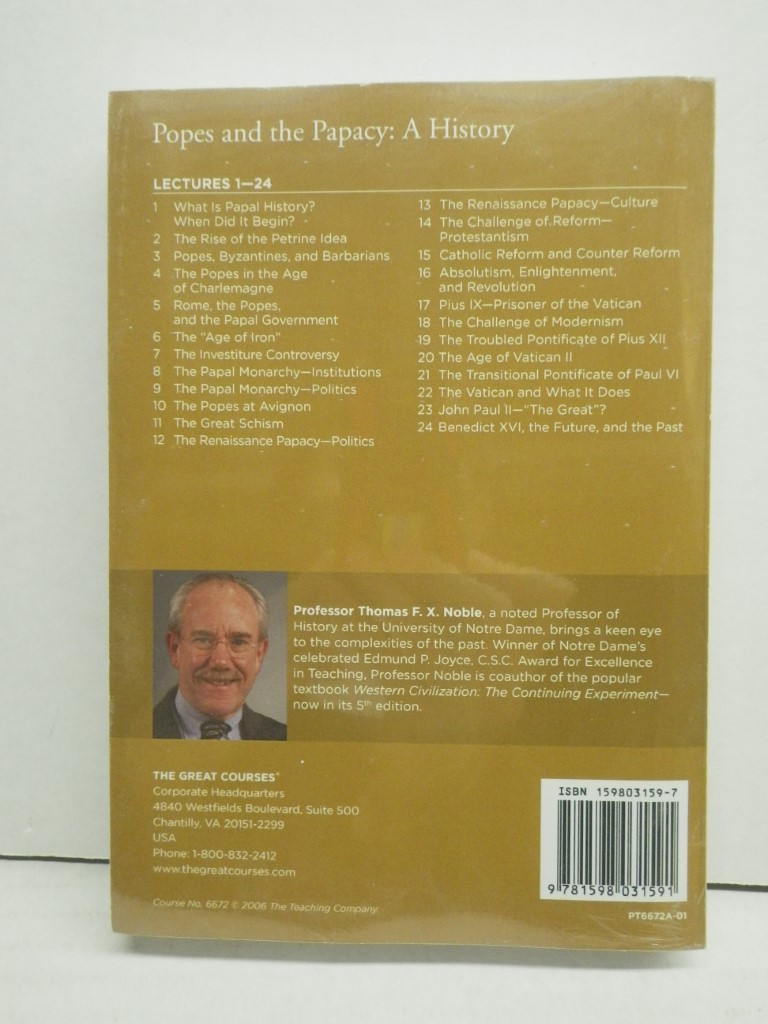 Popes and the Papacy: A History
LECTURES 1—24
1 What Is Papal History?
When Did It Begin?
2 The Rise of the Petrine Idea
3 Popes, Byzantines, and Barbarians
4 The Popes in the Age
of Charlemagne
5 Rome, the Popes,
and the Papal Government
6 The "Age of Iron"
7 The Investiture Controversy
8 The Papal Monarchy—Institutions
9 The Papal Monarchy—Politics
10 The Popes at Avignon
11 The Great Schism
12 The Renaissance Papacy—Politics
13 The Renaissance Papacy—Culture
14 The Challenge of Reform—
Protestantism
15 Catholic Reform and Counter Reform
16 Absolutism, Enlightenment,
and Revolution
17 Pius IX—Prisoner of the Vatican
18 The Challenge of Modernism
19 The Troubled Pontificate of Pius XII
20 The Age of Vatican II
21 The Transitional Pontificate of Paul VI
22 The Vatican and What It Does
23 John Paul II—"The Great"?
24 Benedict XVI, the Future, and the Past
Professor Thomas F. X. Noble, a noted Professor of
History at the University of Notre Dame, brings a keen eye
to the complexities of the past. Winner of Notre Dame's
celebrated Edmund P. Joyce, C.S.C. Award for Excellence
in Teaching, Professor Noble is coauthor of the popular
textbook Western Civilization: The Continuing Experiment—
now in its 5th edition.
THE GREAT COURSES®
Corporate Headquarters
4840 Westfields Boulevard, Suite 500
Chantilly, VA 20151-2299
USA
Phone: 1-800-832-2412
www.thegreatcourses.com
Course No. 6672 © 2006 The Teaching Company.
ISBN 159803159-7
9 781598 031591
PT6672A-01